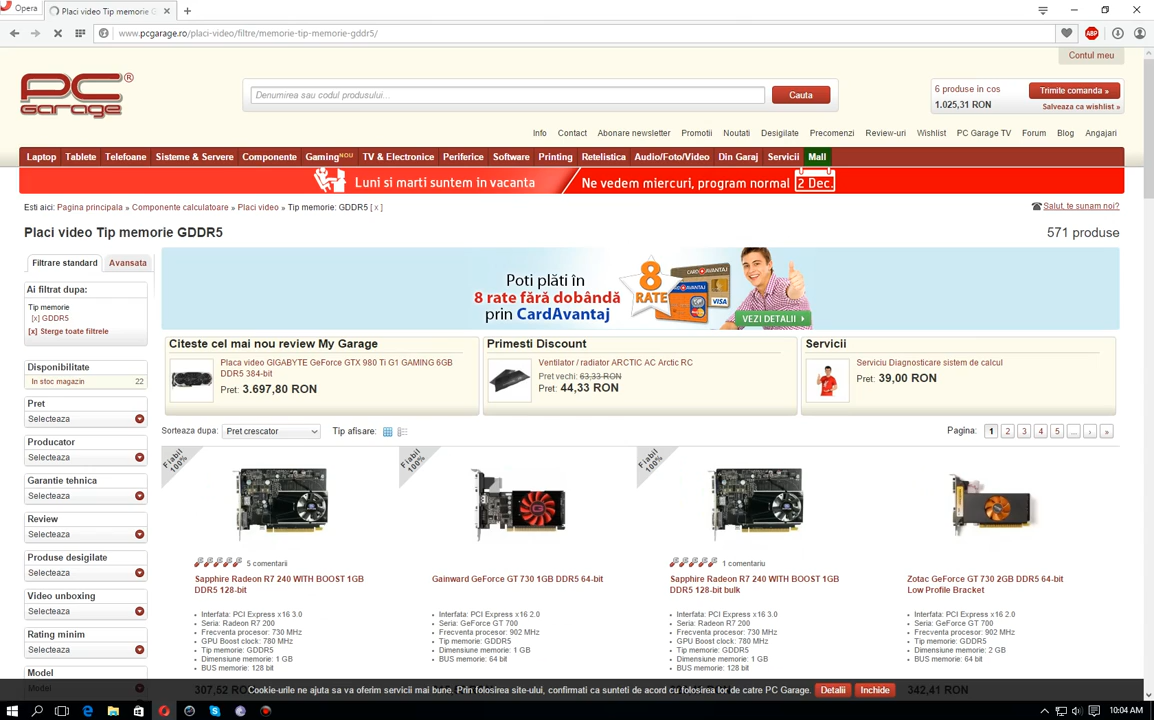 Opera
Placi video Tip memorie G
www.pcgarage.ro/placi-video/filtre/memorie-tip-memorie-gddr5/
ABP
Contul meu
PC Garage ®
Denumirea sau codul produsului...
Cauta
6 produse in cos
1.025,31 RON
Trimite comanda »
Salveaza ca wishlist »
Info Contact Abonare newsletter Promotii Noutati Desigilate Precomenzi Review-uri Wishlist PC Garage TV Forum Blog Angajari
Laptop Tablete Telefoane Sisteme & Servere Componente Gaming NOU TV & Electronice Periferice Software Printing Retelistica Audio/Foto/Video Din Garaj Servicii Mall
Luni si marti suntem in vacanta Ne vedem miercuri, program normal 2 Dec.
Esti aici: Pagina principala » Componente calculatoare » Placi video » Tip memorie: GDDR5 [ x ]
Salut, te sunam noi?
Placi video Tip memorie GDDR5
571 produse
Filtrare standard Avansata
Ai filtrat dupa:
Tip memorie
[x] GDDR5
[x] Sterge toate filtrele
Disponibilitate
In stoc magazin 22
Pret
Selecteaza
Producator
Selecteaza
Garantie tehnica
Selecteaza
Review
Selecteaza
Produse desigilate
Selecteaza
Video unboxing
Selecteaza
Rating minim
Selecteaza
Model
Model
Poti plăti în
8 rate fără dobândă
prin CardAvantaj
8
RATE
CARD AVANTAJ
VISA
VEZI DETALII
Citeste cel mai nou review My Garage
Placa video GIGABYTE GeForce GTX 980 Ti G1 GAMING 6GB
DDR5 384-bit
Pret: 3.697,80 RON
Primesti Discount
Ventilator / radiator ARCTIC AC Arctic RC
Pret vechi: 63,33 RON
Pret: 44,33 RON
Servicii
Serviciu Diagnosticare sistem de calcul
Pret: 39,00 RON
Sorteaza dupa: Pret crescator
Tip afisare:
Pagina: 1 2 3 4 5 ... › »
Fiabil
100%
5 comentarii
Sapphire Radeon R7 240 WITH BOOST 1GB
DDR5 128-bit
Interfata: PCI Express x16 3.0
Seria: Radeon R7 200
Frecventa procesor: 730 MHz
GPU Boost clock: 780 MHz
Tip memorie: GDDR5
Dimensiune memorie: 1 GB
BUS memorie: 128 bit
307,52
Fiabil
100%
Gainward GeForce GT 730 1GB DDR5 64-bit
Interfata: PCI Express x16 2.0
Seria: GeForce GT 700
Frecventa procesor: 902 MHz
Tip memorie: GDDR5
Dimensiune memorie: 1 GB
BUS memorie: 64 bit
Fiabil
100%
1 comentariu
Sapphire Radeon R7 240 WITH BOOST 1GB
DDR5 128-bit bulk
Interfata: PCI Express x16 3.0
Seria: Radeon R7 200
Frecventa procesor: 730 MHz
GPU Boost clock: 780 MHz
Tip memorie: GDDR5
Dimensiune memorie: 1 GB
BUS memorie: 128 bit
Zotac GeForce GT 730 2GB DDR5 64-bit
Low Profile Bracket
Interfata: PCI Express x16 2.0
Seria: GeForce GT 700
Frecventa procesor: 902 MHz
Tip memorie: GDDR5
Dimensiune memorie: 2 GB
BUS memorie: 64 bit
342,41 RON
Cookie-urile ne ajuta sa va oferim servicii mai bune. Prin folosirea site-ului, confirmati ca sunteti de acord cu folosirea lor de catre PC Garage. Detalii Inchide
10:04 AM